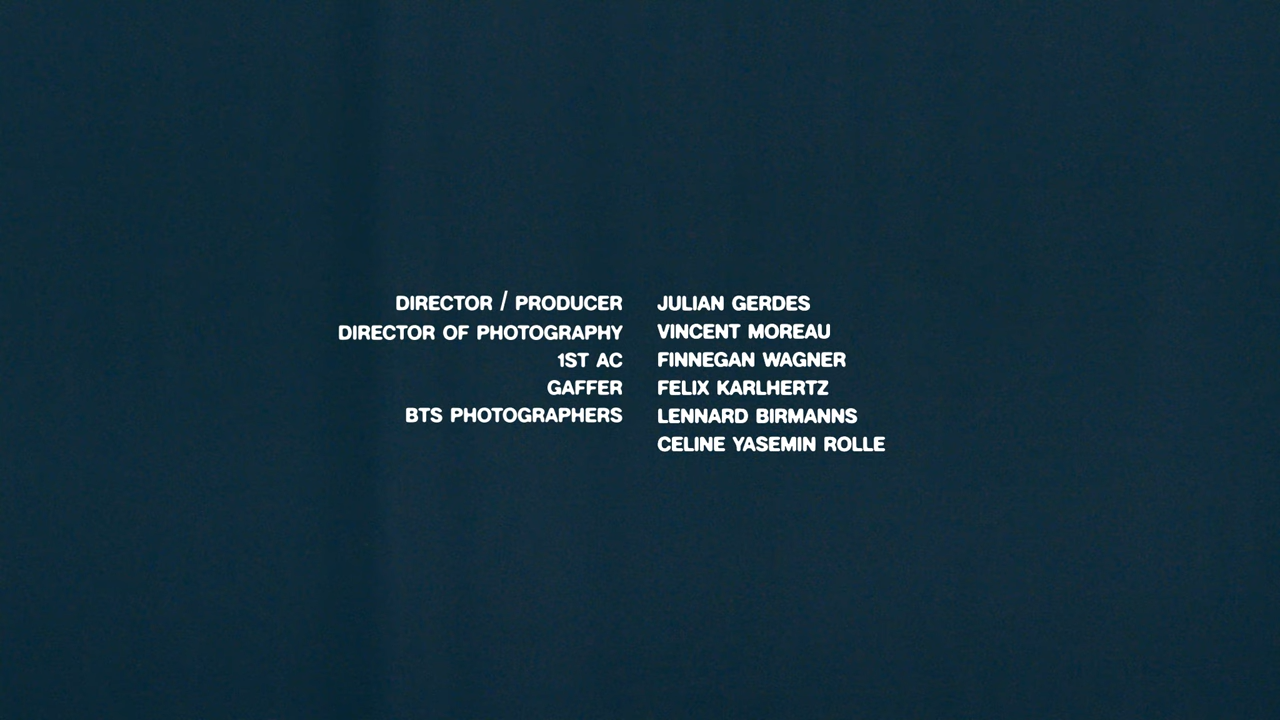 DIRECTOR / PRODUCER JULIAN GERDES
DIRECTOR OF PHOTOGRAPHY VINCENT MOREAU
1ST AC FINNEGAN WAGNER
GAFFER FELIX KARLHERTZ
BTS PHOTOGRAPHERS LENNARD BIRMANNS
CELINE YASEMIN ROLLE